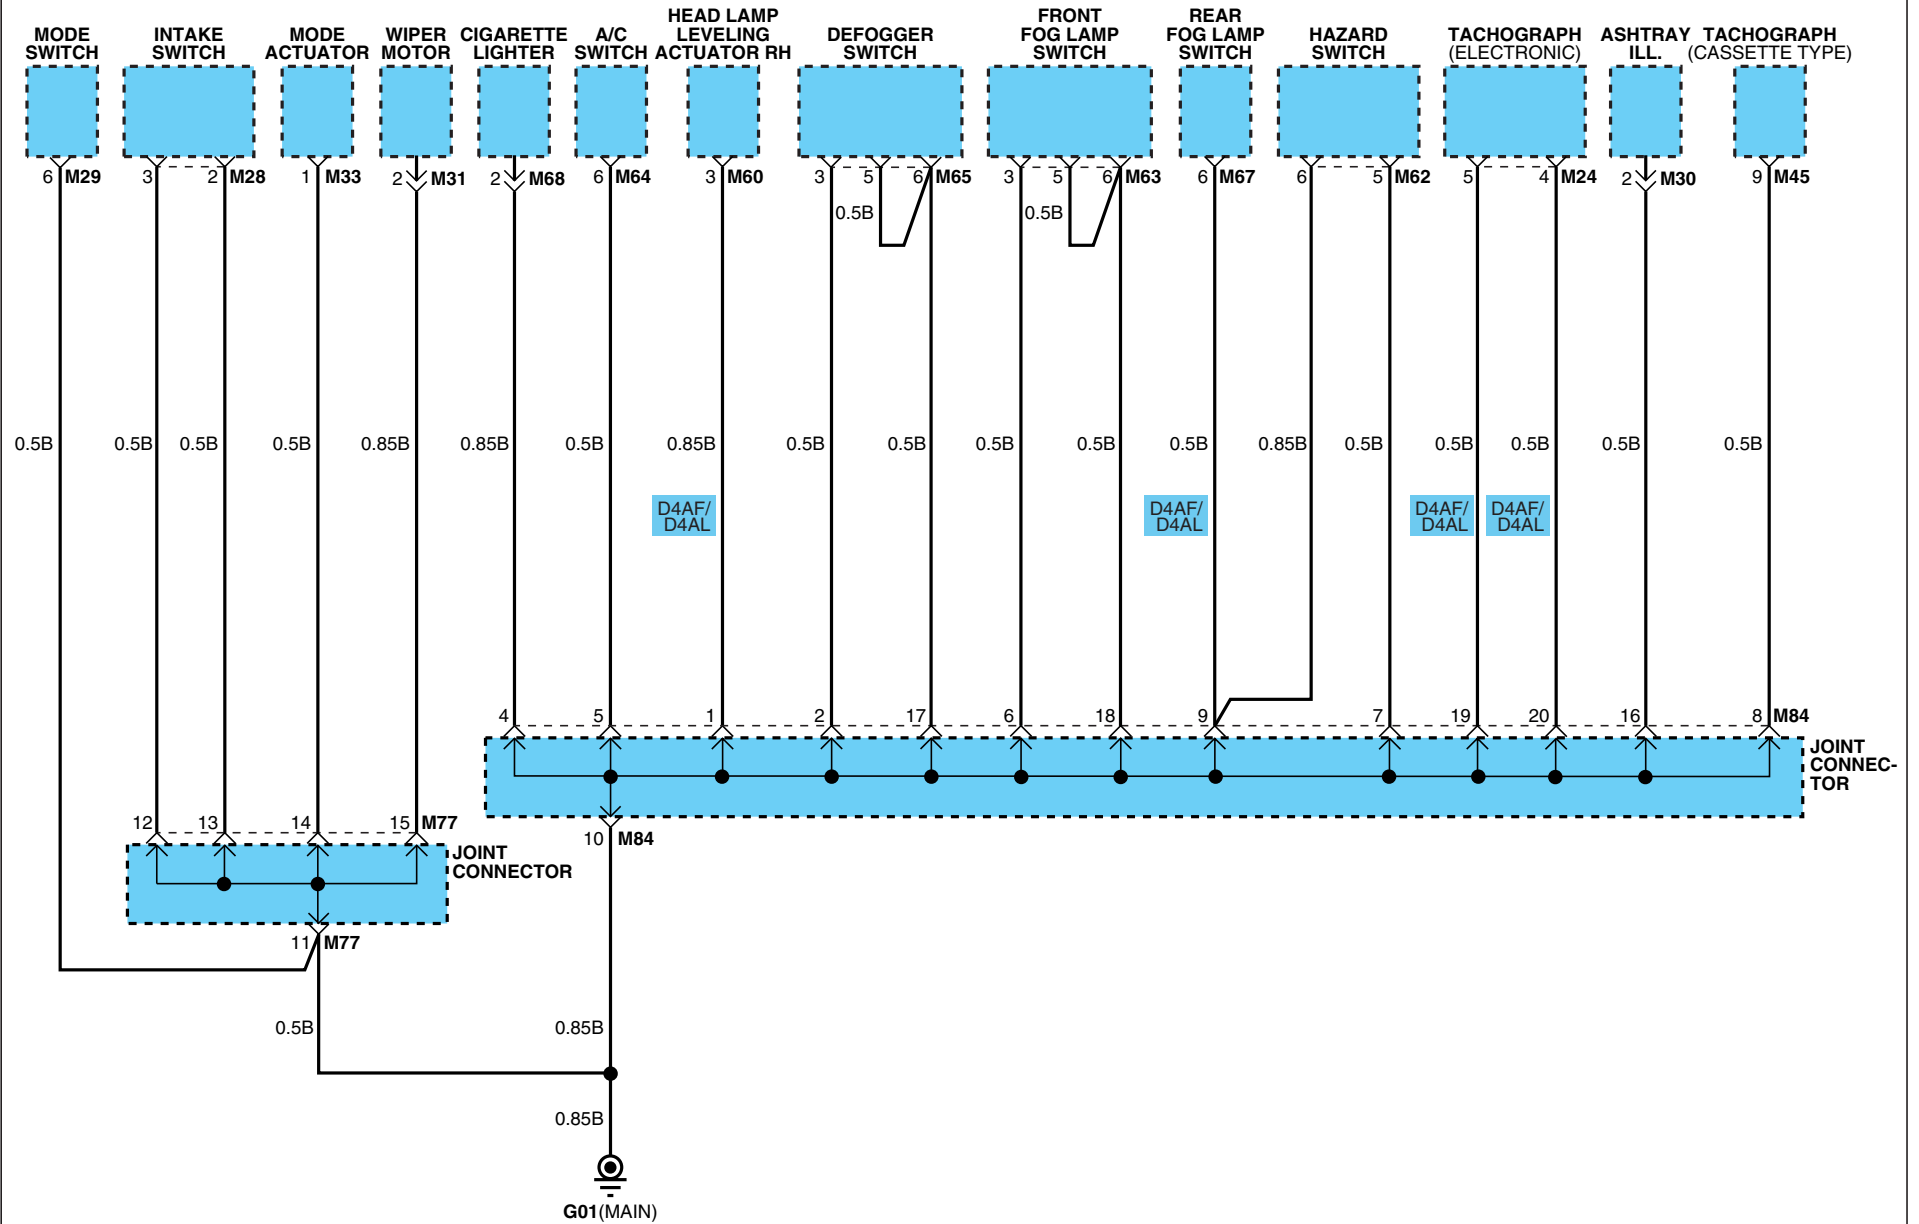 MODE
SWITCH
INTAKE
SWITCH
MODE
ACTUATOR
WIPER
MOTOR
CIGARETTE
LIGHTER
A/C
SWITCH
HEAD LAMP
LEVELING
ACTUATOR RH
DEFOGGER
SWITCH
FRONT
FOG LAMP
SWITCH
REAR
FOG LAMP
SWITCH
HAZARD
SWITCH
TACHOGRAPH
(ELECTRONIC)
ASHTRAY
ILL.
TACHOGRAPH
(CASSETTE TYPE)
6 M29
3
2 M28
1 M33
2 M31
2 M68
6 M64
3 M60
3
5
6 M65
3
5
6 M63
6 M67
6
5 M62
5
4 M24
2 M30
9 M45
0.5B
0.5B
0.5B
0.5B
0.5B
0.5B
0.85B
0.85B
0.5B
0.85B
0.5B
0.5B
0.5B
0.5B
0.5B
0.85B
0.5B
0.5B
0.5B
0.5B
0.5B
D4AF/
D4AL
D4AF/
D4AL
D4AF/
D4AL
D4AF/
D4AL
4
5
1
2
17
6
18
9
7
19
20
16
8 M84
JOINT
CONNEC-
TOR
12
13
14
15 M77
10 M84
JOINT
CONNECTOR
11 M77
0.5B
0.85B
0.85B
G01(MAIN)